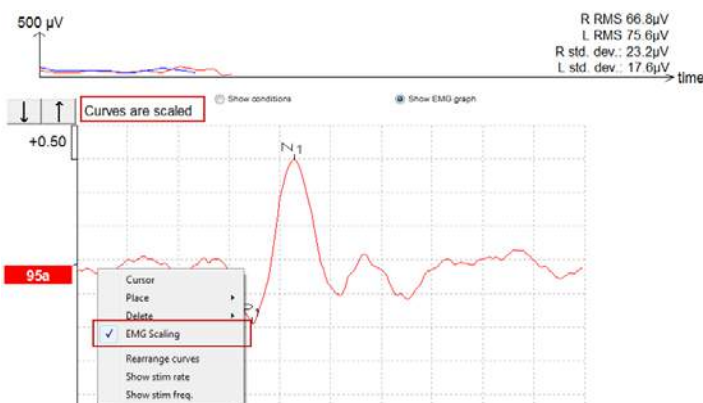 500 µV
R RMS 66.8µV
L RMS 75.6µV
R std. dev.: 23.2µV
L std. dev.: 17.6µV
time
Curves are scaled
Show conditions
Show EMG graph
+0.50
Z 1
95a
1
Cursor
Place
Delete
EMG Scaling
Rearrange curves
Show stim rate
Show stim freq.